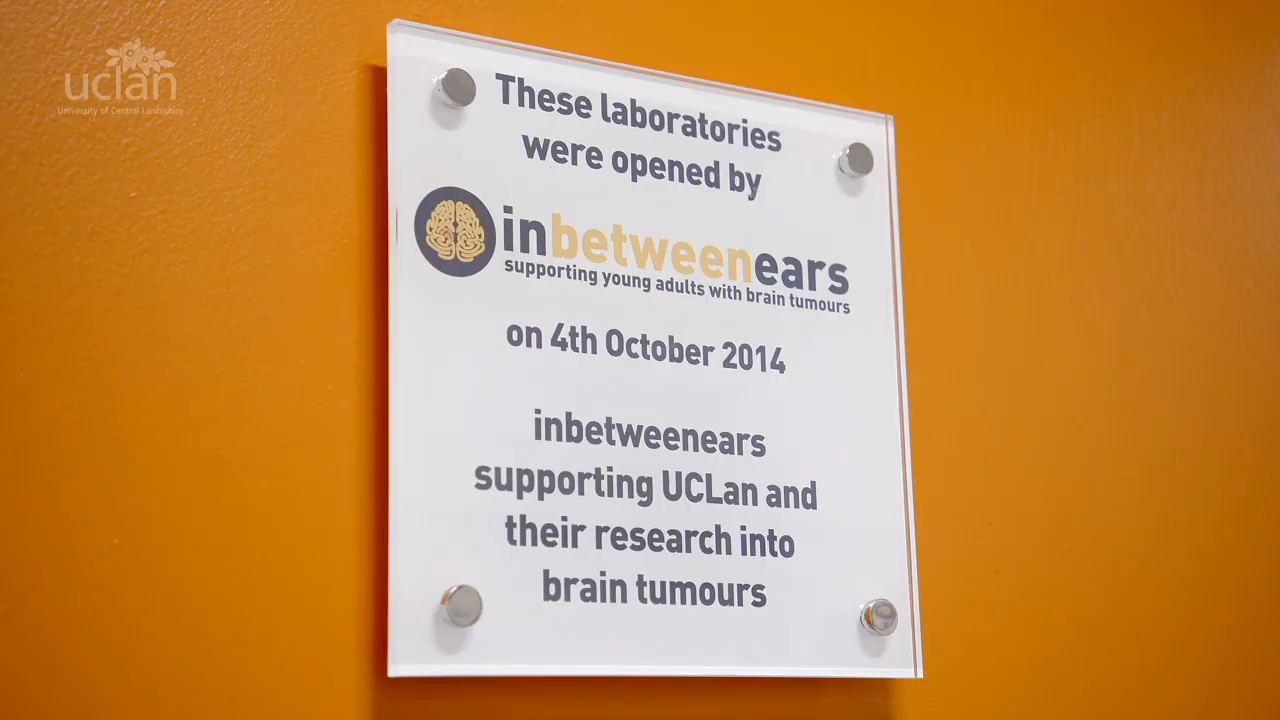 uclan
University of Central Lancashire
These laboratories
were opened by
inbetweenears
supporting young adults with brain tumours
on 4th October 2014
inbetweenears
supporting UCLan and
their research into
brain tumours